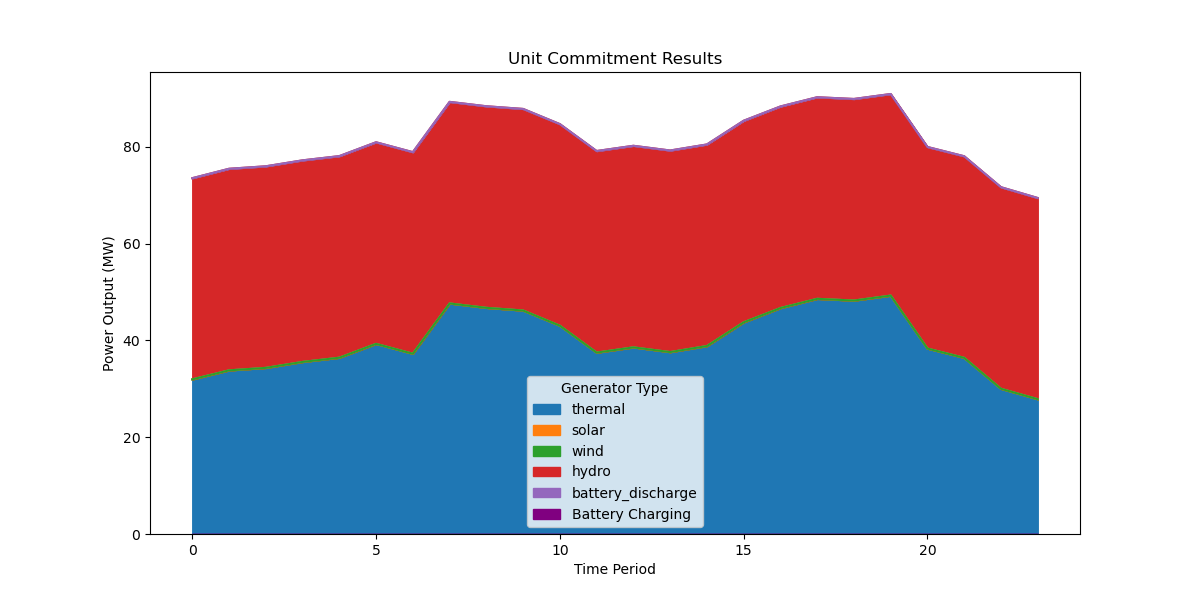 Unit Commitment Results
Power Output (MW)
80
60
40
20
0
Generator Type
thermal
solar
wind
hydro
battery_discharge
Battery Charging
0 5 10 15 20
Time Period